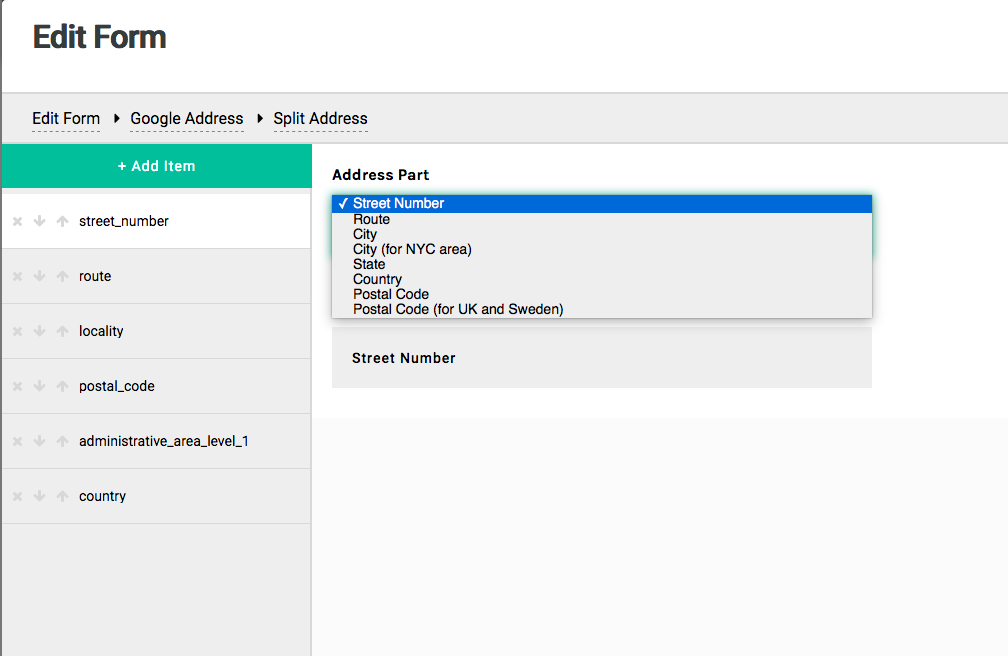 Edit Form
Edit Form ▸ Google Address ▸ Split Address
+ Add Item
street_number
route
locality
postal_code
administrative_area_level_1
country
Address Part
✓ Street Number
Route
City
City (for NYC area)
State
Country
Postal Code
Postal Code (for UK and Sweden)
Street Number